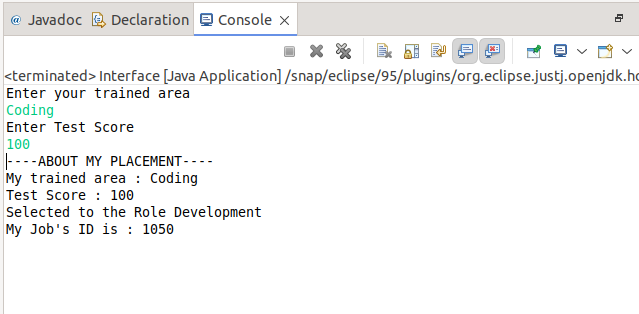 @ Javadoc Declaration Console
<terminated> Interface [Java Application] /snap/eclipse/95/plugins/org.eclipse.justj.openjdk.ho
Enter your trained area
Coding
Enter Test Score
100
----ABOUT MY PLACEMENT----
My trained area : Coding
Test Score : 100
Selected to the Role Development
My Job's ID is : 1050